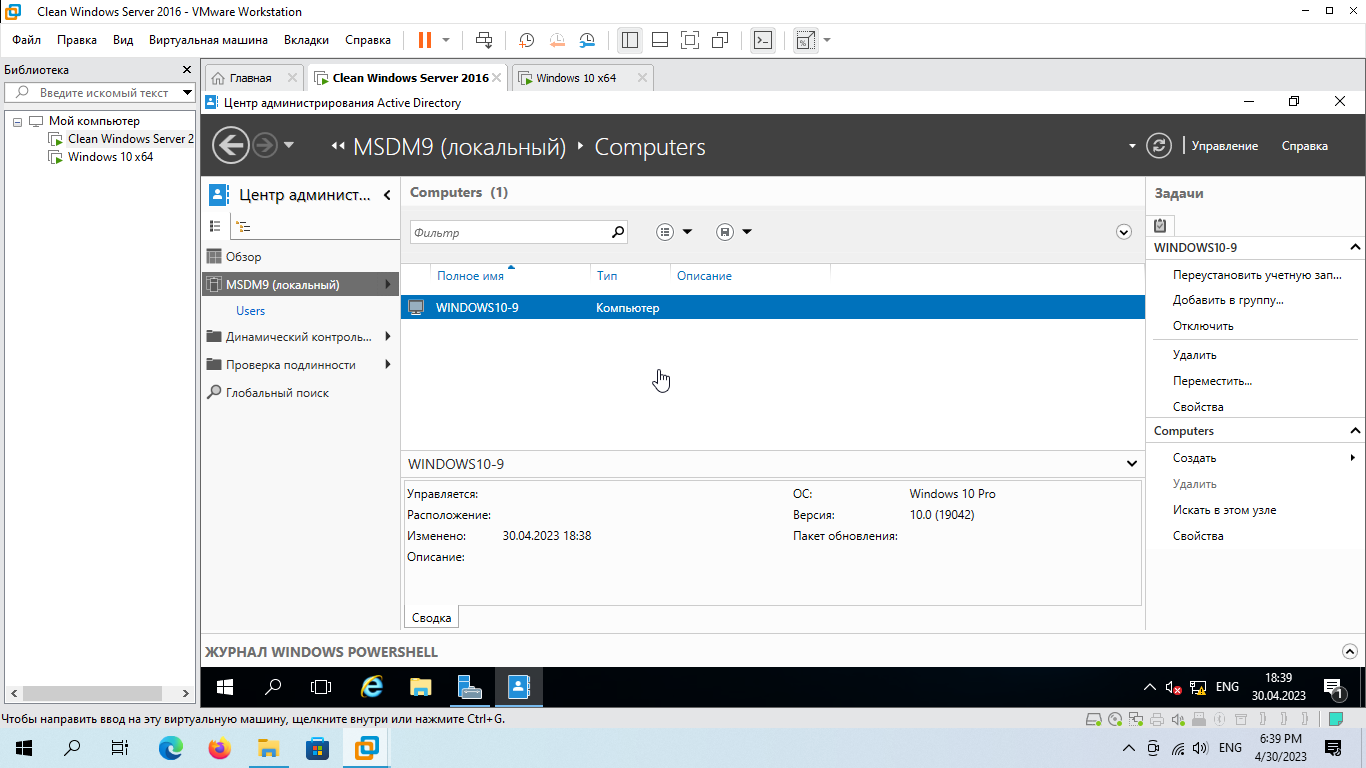 Clean Windows Server 2016 - VMware Workstation
Файл Правка Вид Виртуальная машина Вкладки Справка
Библиотека
Введите искомый текст
Мой компьютер
Clean Windows Server 2
Windows 10 x64
Главная Clean Windows Server 2016 Windows 10 x64
Центр администрирования Active Directory
MSDM9 (локальный) Computers
Управление Справка
Центр админист...
Обзор
MSDM9 (локальный)
Users
Динамический контроль...
Проверка подлинности
Глобальный поиск
Computers (1)
Фильтр
Полное имя Тип Описание
WINDOWS10-9 Компьютер
WINDOWS10-9
Управляется:
Расположение:
Изменено: 30.04.2023 18:38
Описание:
ОС: Windows 10 Pro
Версия: 10.0 (19042)
Пакет обновления:
Сводка
Задачи
WINDOWS10-9
Переустановить учетную зап...
Добавить в группу...
Отключить
Удалить
Переместить...
Свойства
Computers
Создать
Удалить
Искать в этом узле
Свойства
ЖУРНАЛ WINDOWS POWERSHELL
ENG
18:39
30.04.2023
1
Чтобы направить ввод на эту виртуальную машину, щелкните внутри или нажмите Ctrl+G.
ENG
6:39 PM
4/30/2023